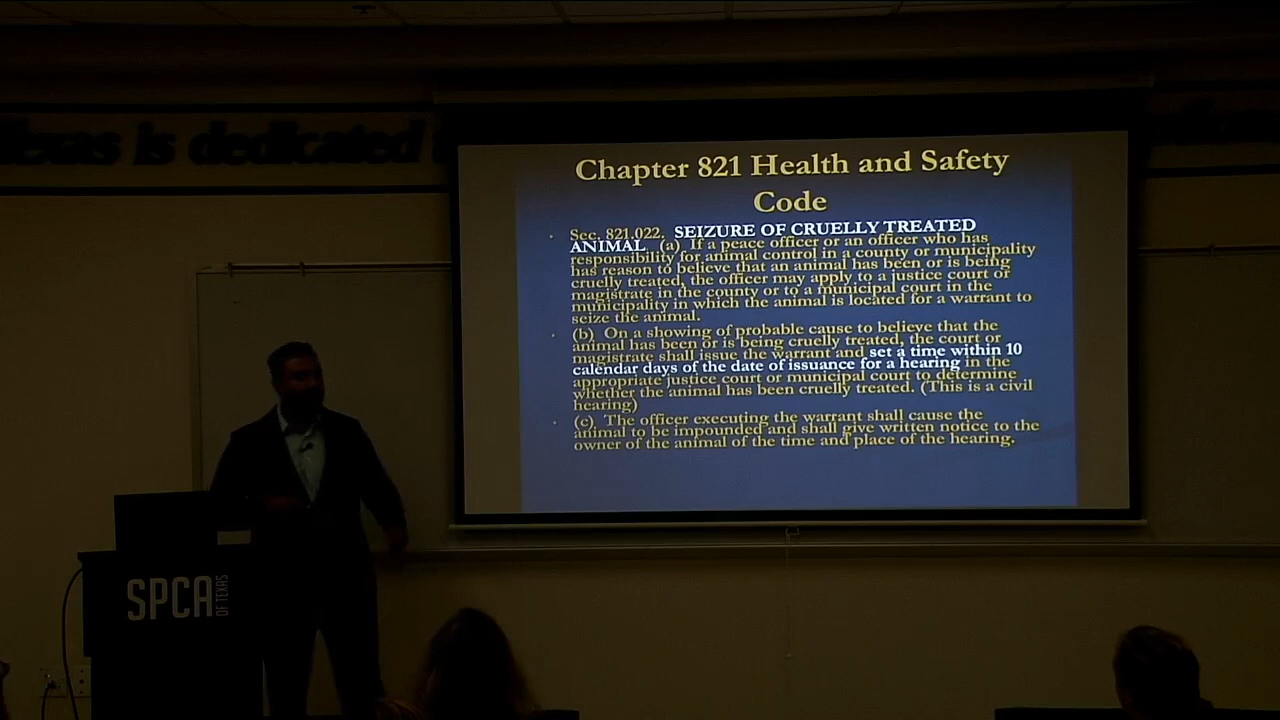 Texas is dedicated
Chapter 821 Health and Safety
Code
· Sec. 821.022. SEIZURE OF CRUELLY TREATED
ANIMAL (a) If a peace officer or an officer who has
responsibility for animal control in a county or municipality
has reason to believe that an animal has been or is being
cruelly treated, the officer may apply to a justice court or
magistrate in the county or to a municipal court in the
municipality in which the animal is located for a warrant to
seize the animal.
· (b) On a showing of probable cause to believe that the
animal has been or is being cruelly treated, the court or
magistrate shall issue the warrant and set a time within 10
calendar days of the date of issuance for a hearing in the
appropriate justice court or municipal court to determine
whether the animal has been cruelly treated. (This is a civil
hearing)
· (c) The officer executing the warrant shall cause the
animal to be impounded and shall give written notice to the
owner of the animal of the time and place of the hearing.
SPCA OF TEXAS